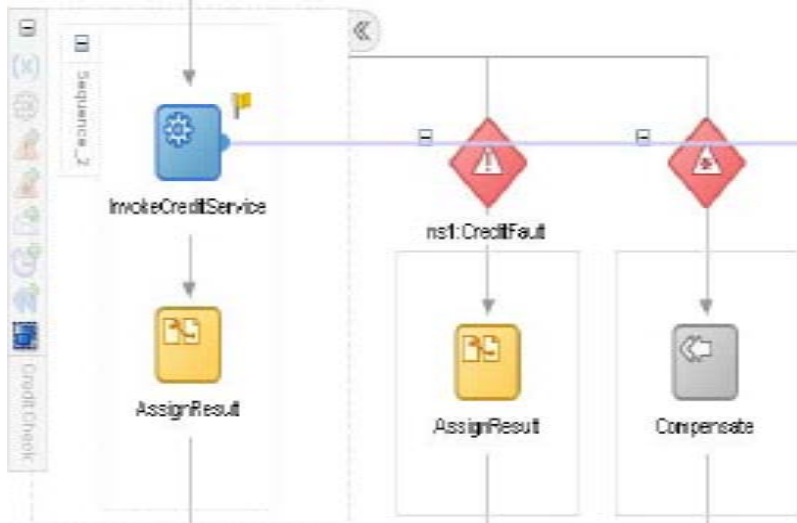 Sequence_2
InvokeCreditService
ns1:CreditFault
AssignResult
AssignResult
Compensate
CreditCheck